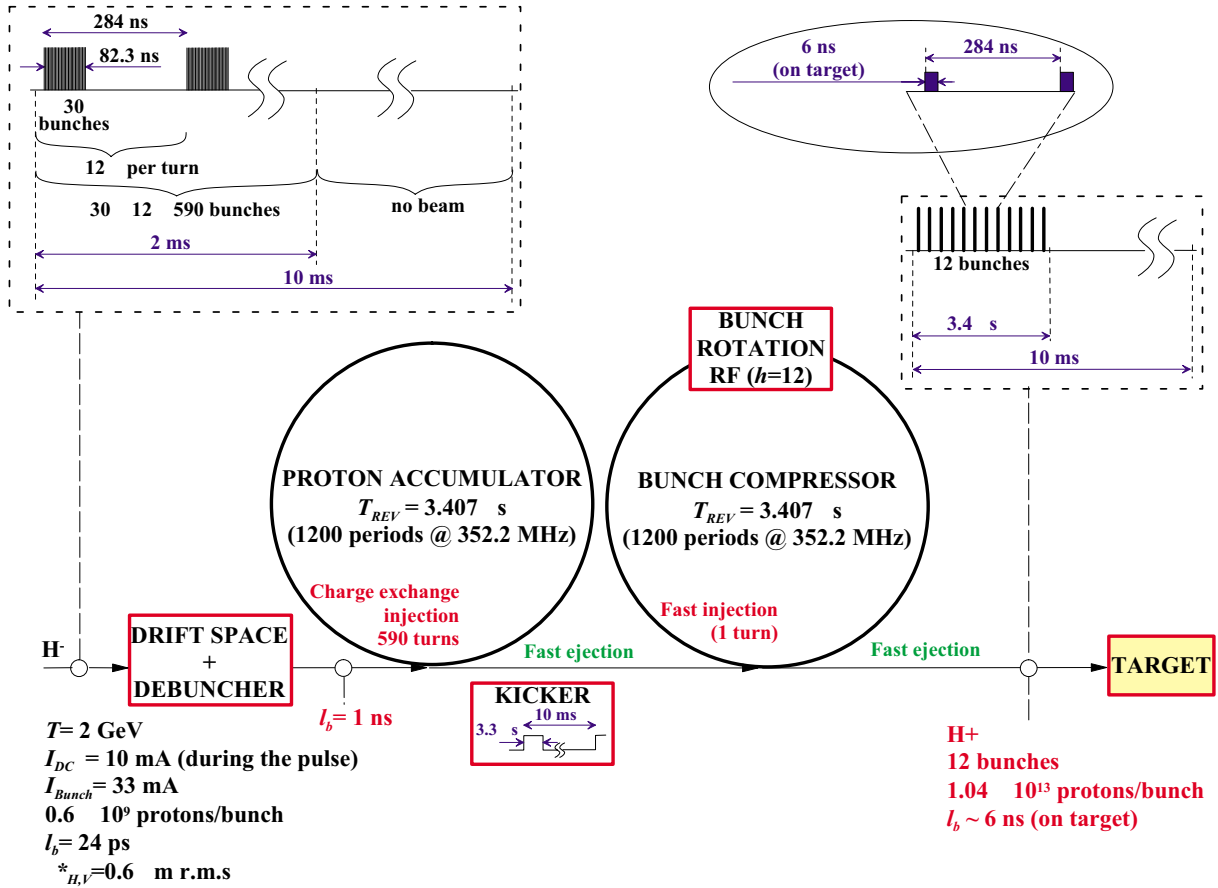 284 ns
82.3 ns
30
bunches
12 per turn
30 12 590 bunches
no beam
2 ms
10 ms
6 ns
(on target)
284 ns
12 bunches
3.4 s
10 ms
BUNCH
ROTATION
RF (h=12)
PROTON ACCUMULATOR
T_REV = 3.407 s
(1200 periods @ 352.2 MHz)
BUNCH COMPRESSOR
T_REV = 3.407 s
(1200 periods @ 352.2 MHz)
Charge exchange
injection
590 turns
Fast injection
(1 turn)
H-
DRIFT SPACE
+
DEBUNCHER
Fast ejection
Fast ejection
TARGET
l_b= 1 ns
KICKER
10 ms
3.3 s
T= 2 GeV
I_DC = 10 mA (during the pulse)
I_Bunch= 33 mA
0.6 10⁹ protons/bunch
l_b= 24 ps
*_H,V=0.6 m r.m.s
H+
12 bunches
1.04 10¹³ protons/bunch
l_b ~ 6 ns (on target)